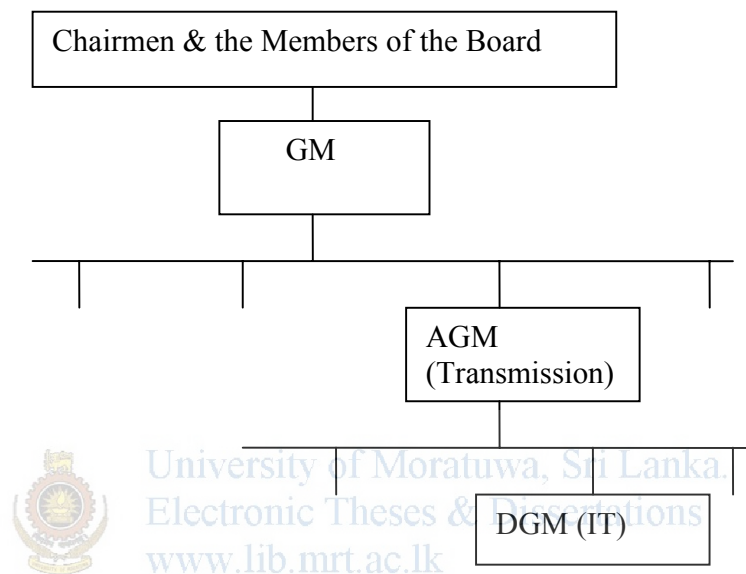 Chairmen & the Members of the Board
GM
AGM
(Transmission)
University of Moratuwa, Sri Lanka.
Electronic Theses & Dissertations
DGM (IT)
www.lib.mrt.ac.lk